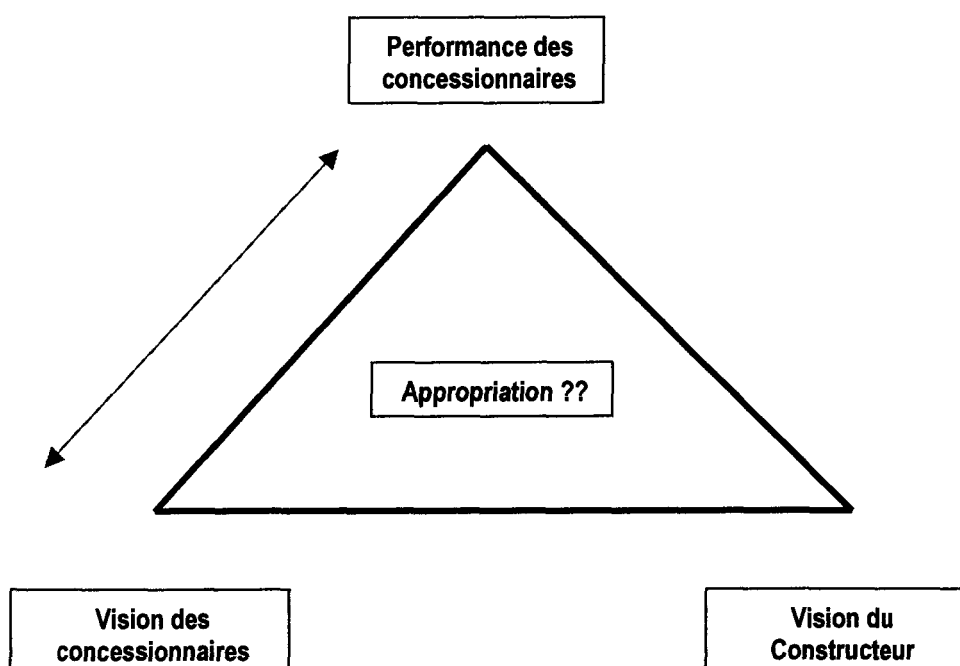 Performance des
concessionnaires
Appropriation ??
Vision des
concessionnaires
Vision du
Constructeur